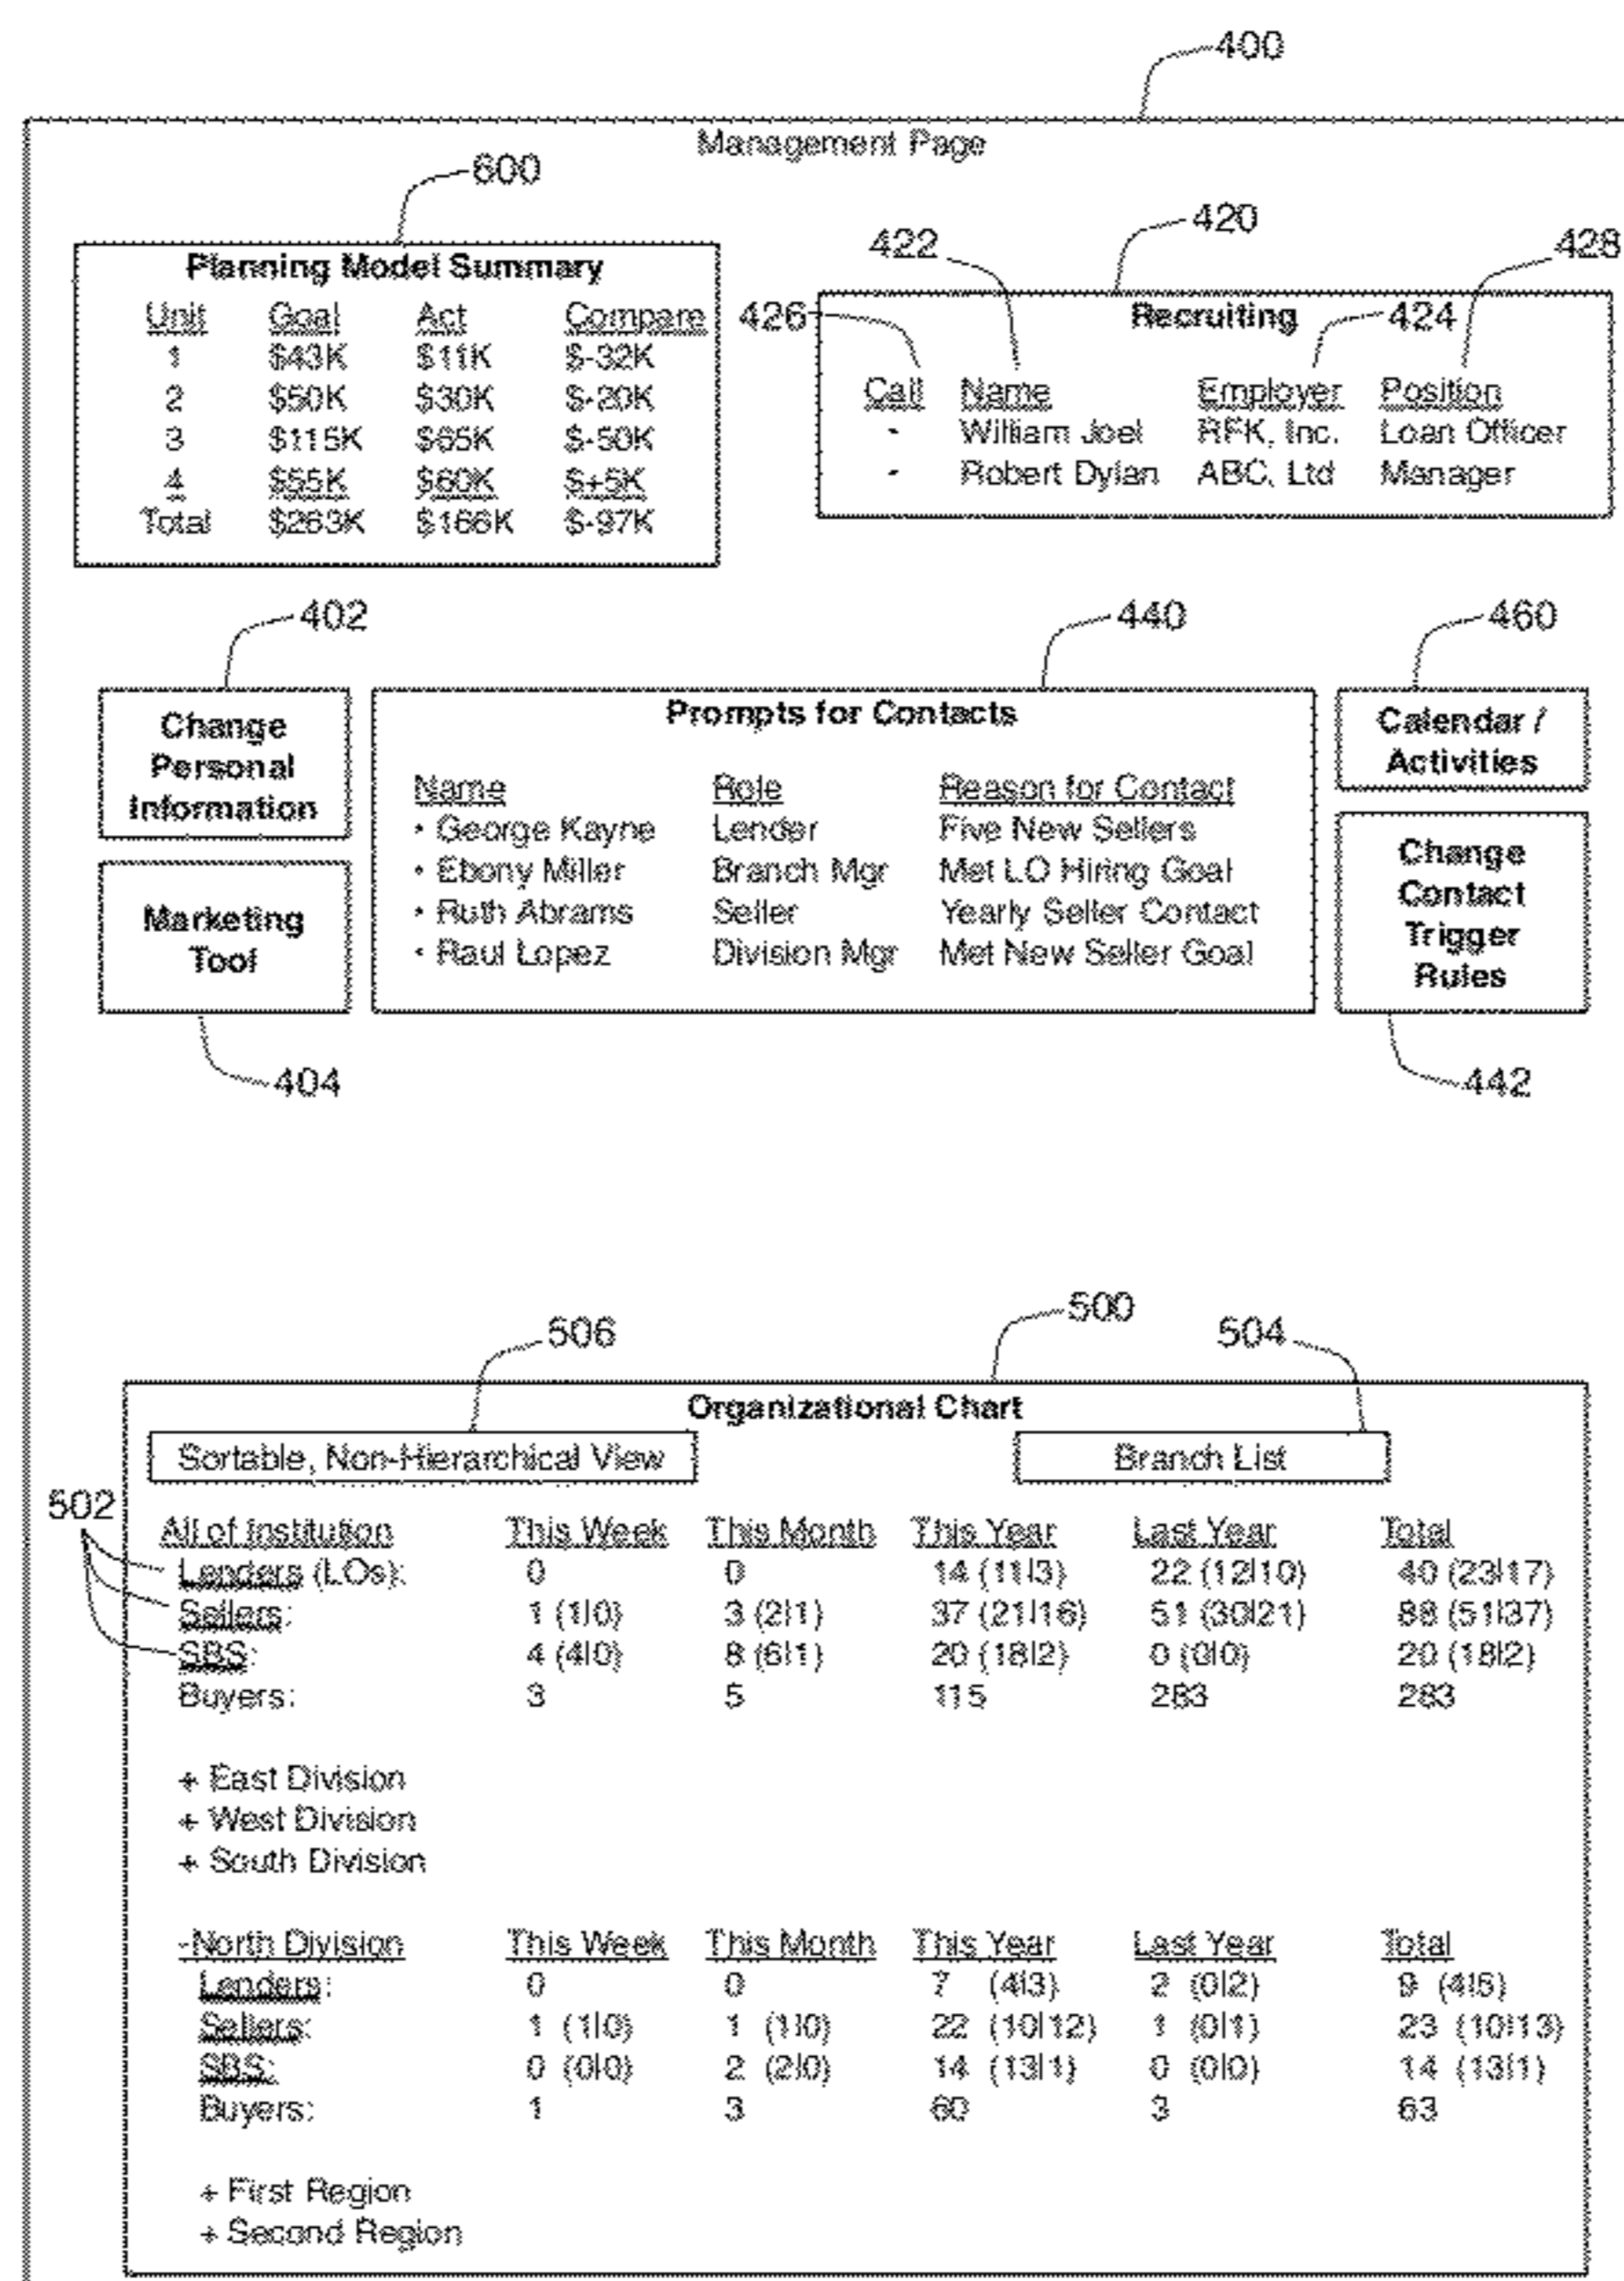 400
Management Page
600
Planning Model Summary
Unit Goal Act Compare
1 $43K $11K $-32K
2 $50K $30K $-20K
3 $115K $65K $-50K
4 $55K $60K $+5K
Total $263K $166K $-97K
420
422
428
426
Recruiting
424
Call Name Employer Position
- William Joel RFK, Inc. Loan Officer
- Robert Dylan ABC, Ltd Manager
402
440
460
Change
Personal
Information
Marketing
Tool
404
Prompts for Contacts
Name Role Reason for Contact
• George Kayne Lender Five New Sellers
• Ebony Miller Branch Mgr Met LO Hiring Goal
• Ruth Abrams Seller Yearly Seller Contact
• Raul Lopez Division Mgr Met New Seller Goal
Calendar /
Activities
Change
Contact
Trigger
Rules
442
506
500
504
Organizational Chart
Sortable, Non-Hierarchical View Branch List
502
All of Institution This Week This Month This Year Last Year Total
Lenders (LOs): 0 0 14 (11|3) 22 (12|10) 40 (23|17)
Sellers: 1 (1|0) 3 (2|1) 37 (21|16) 51 (30|21) 88 (51|37)
SBS: 4 (4|0) 8 (6|1) 20 (18|2) 0 (0|0) 20 (18|2)
Buyers: 3 5 115 283 283
+ East Division
+ West Division
+ South Division
-North Division This Week This Month This Year Last Year Total
Lenders: 0 0 7 (4|3) 2 (0|2) 9 (4|5)
Sellers: 1 (1|0) 1 (1|0) 22 (10|12) 1 (0|1) 23 (10|13)
SBS: 0 (0|0) 2 (2|0) 14 (13|1) 0 (0|0) 14 (13|1)
Buyers: 1 3 60 3 63
+ First Region
+ Second Region